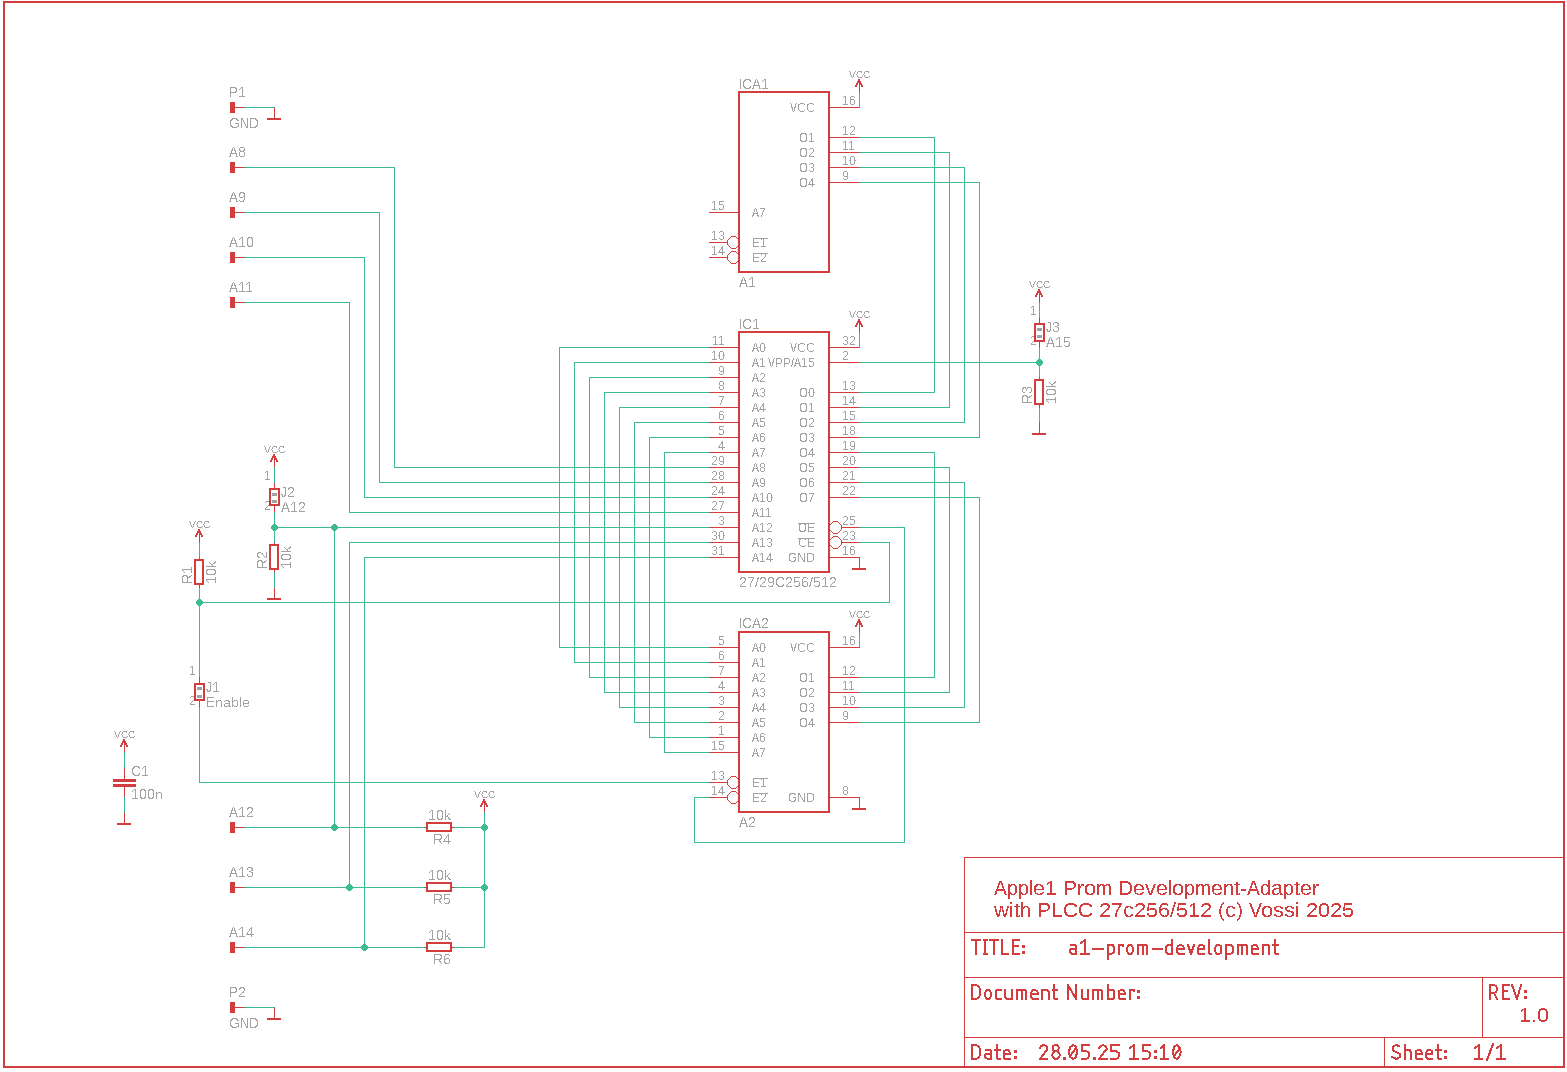 P1
GND
A8
A9
A10
A11
ICA1
VCC
16
VCC
O1 12
O2 11
O3 10
O4 9
15 A7
13 E1
14 E2
A1
IC1
VCC
11 A0 VCC 32
10 A1 VPP/A15 2
9 A2
8 A3 O0 13
7 A4 O1 14
6 A5 O2 15
5 A6 O3 18
4 A7 O4 19
29 A8 O5 20
28 A9 O6 21
24 A10 O7 22
27 A11
3 A12 OE 25
30 A13 CE 23
31 A14 GND 16
27/29C256/512
VCC
1
J3
2 A15
R3
10k
VCC
1
J2
2 A12
R2
10k
VCC
R1
10k
1
J1
2 Enable
VCC
C1
100n
ICA2
VCC
5 A0 VCC 16
6 A1
7 A2 O1 12
4 A3 O2 11
3 A4 O3 10
2 A5 O4 9
1 A6
15 A7
13 E1
14 E2 GND 8
A2
VCC
A12
10k
R4
A13
10k
R5
A14
10k
R6
P2
GND
Apple1 Prom Development-Adapter
with PLCC 27c256/512 (c) Vossi 2025
TITLE: a1-prom-development
Document Number:
REV:
1.0
Date: 28.05.25 15:10
Sheet: 1/1